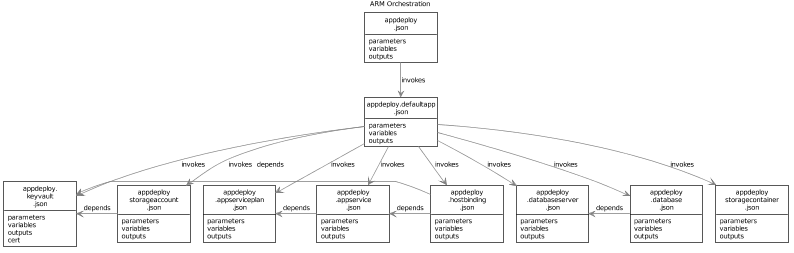 ARM Orchestration
appdeploy
.json
parameters
variables
outputs
invokes
appdeploy.defaultapp
.json
parameters
variables
outputs
invokes
invokes
depends
invokes
invokes
invokes
invokes
invokes
invokes
appdeploy.
keyvault
.json
parameters
variables
outputs
cert
depends
appdeploy
storageaccount
.json
parameters
variables
outputs
appdeploy
.appserviceplan
.json
parameters
variables
outputs
depends
appdeploy
.appservice
.json
parameters
variables
outputs
depends
appdeploy
.hostbinding
.json
parameters
variables
outputs
appdeploy
.databaseserver
.json
parameters
variables
outputs
depends
appdeploy
.database
.json
parameters
variables
outputs
appdeploy
storagecontainer
.json
parameters
variables
outputs